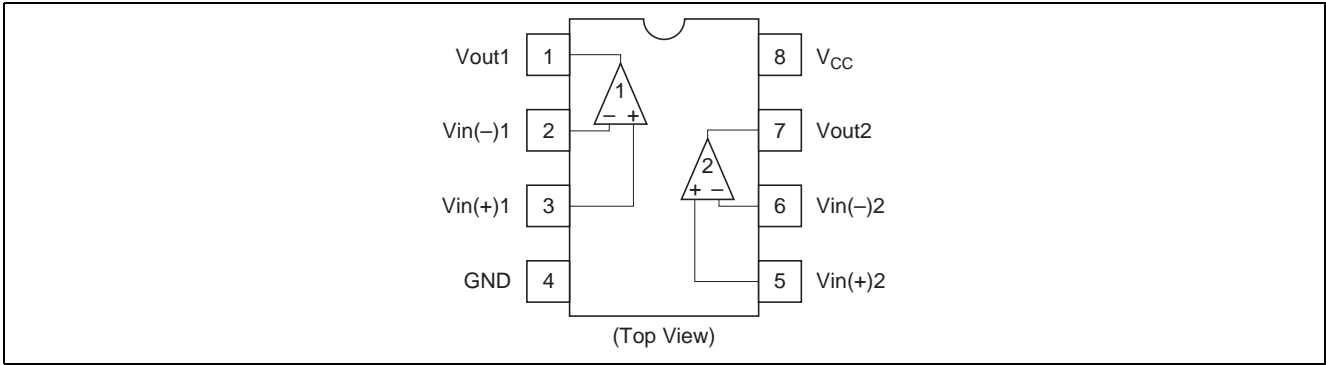 Vout1 1 8 VCC
1
– +
Vin(–)1 2 7 Vout2
2
+ –
Vin(+)1 3 6 Vin(–)2
GND 4 5 Vin(+)2
(Top View)